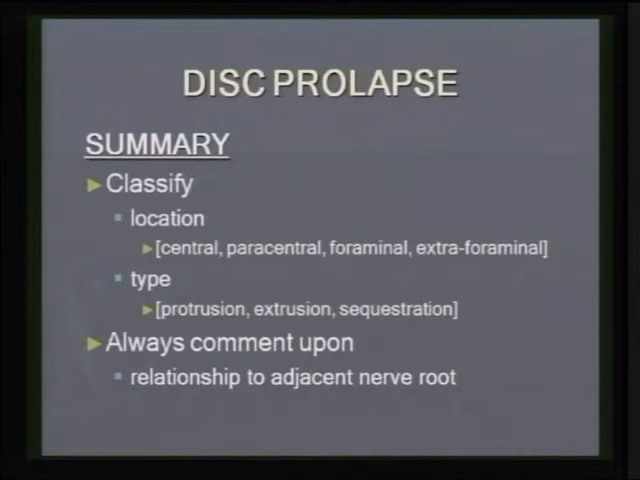 DISC PROLAPSE
SUMMARY
►Classify
▪ location
►[central, paracentral, foraminal, extra-foraminal]
▪ type
►[protrusion, extrusion, sequestration]
►Always comment upon
▪ relationship to adjacent nerve root